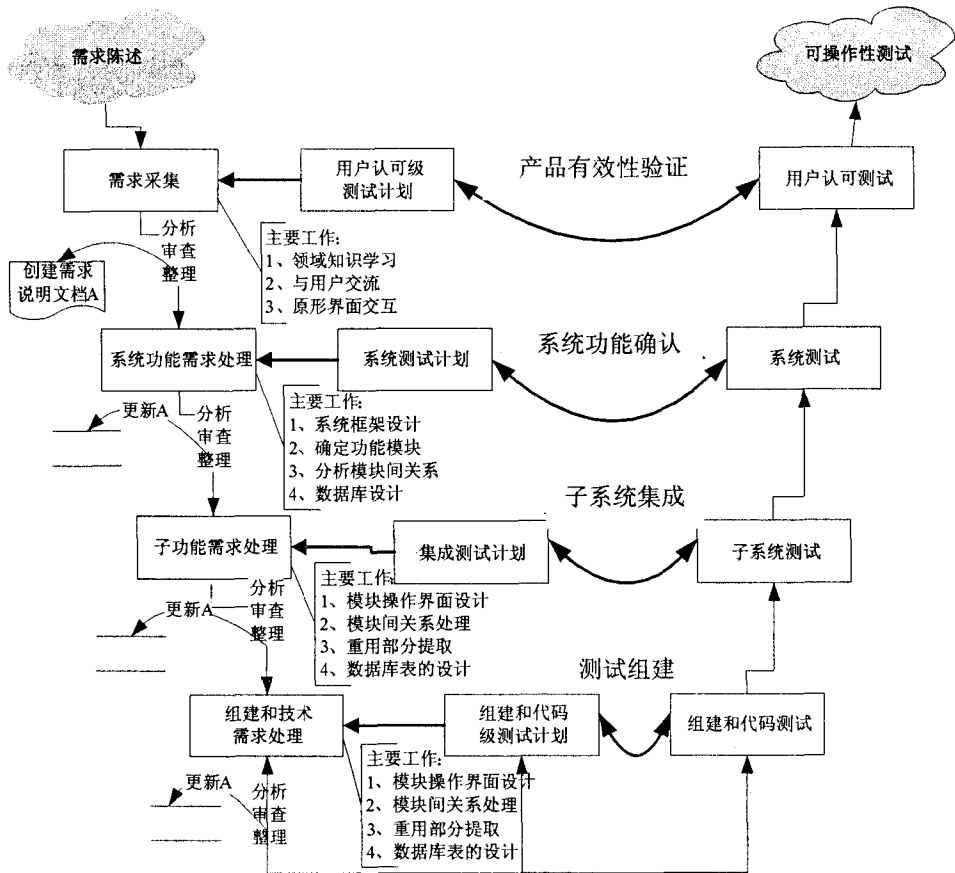 需求陈述
可操作性测试
需求采集
用户认可级
测试计划
产品有效性验证
用户认可测试
分析
审查
整理
创建需求
说明文档A
主要工作:
1、领域知识学习
2、与用户交流
3、原形界面交互
系统功能需求处理
系统测试计划
系统功能确认
系统测试
更新A
分析
审查
整理
主要工作:
1、系统框架设计
2、确定功能模块
3、分析模块间关系
4、数据库设计
子系统集成
子功能需求处理
集成测试计划
子系统测试
更新A
分析
审查
整理
主要工作:
1、模块操作界面设计
2、模块间关系处理
3、重用部分提取
4、数据库表的设计
测试组建
组建和技术
需求处理
组建和代码
级测试计划
组建和代码测试
更新A
分析
审查
整理
主要工作:
1、模块操作界面设计
2、模块间关系处理
3、重用部分提取
4、数据库表的设计